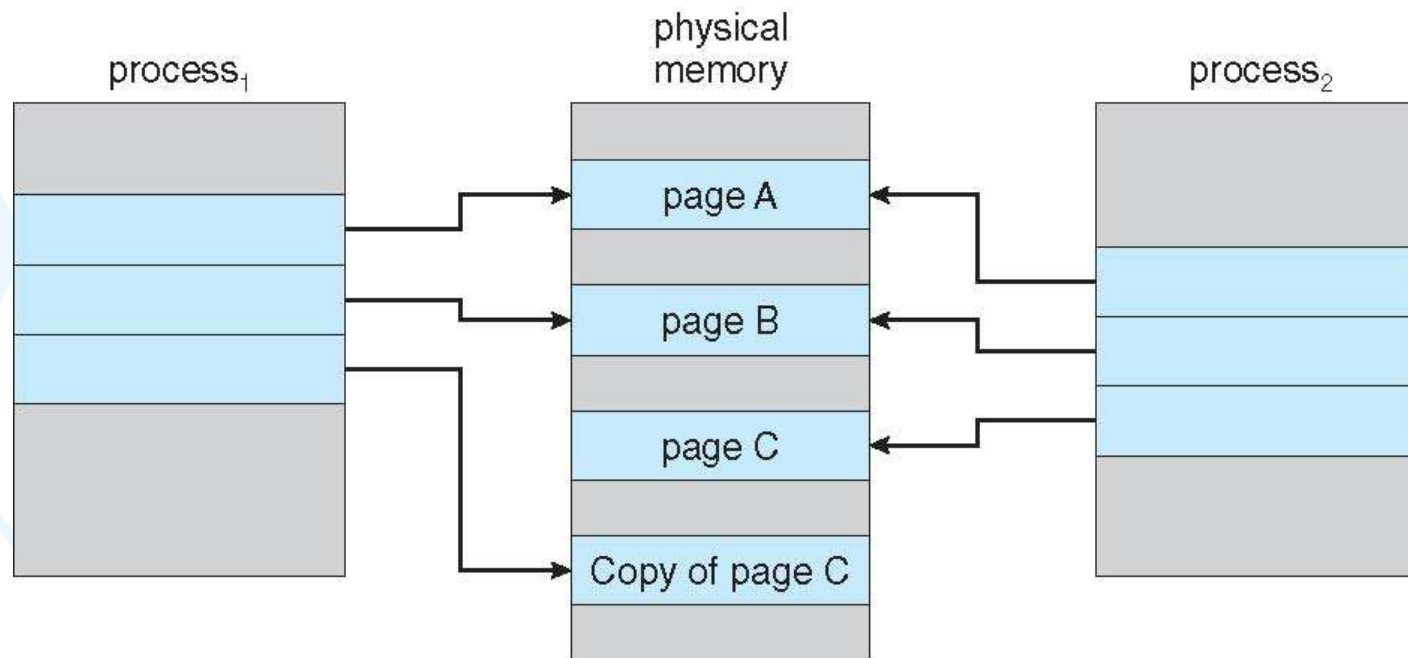 process₁
physical
memory
process₂
page A
page B
page C
Copy of page C